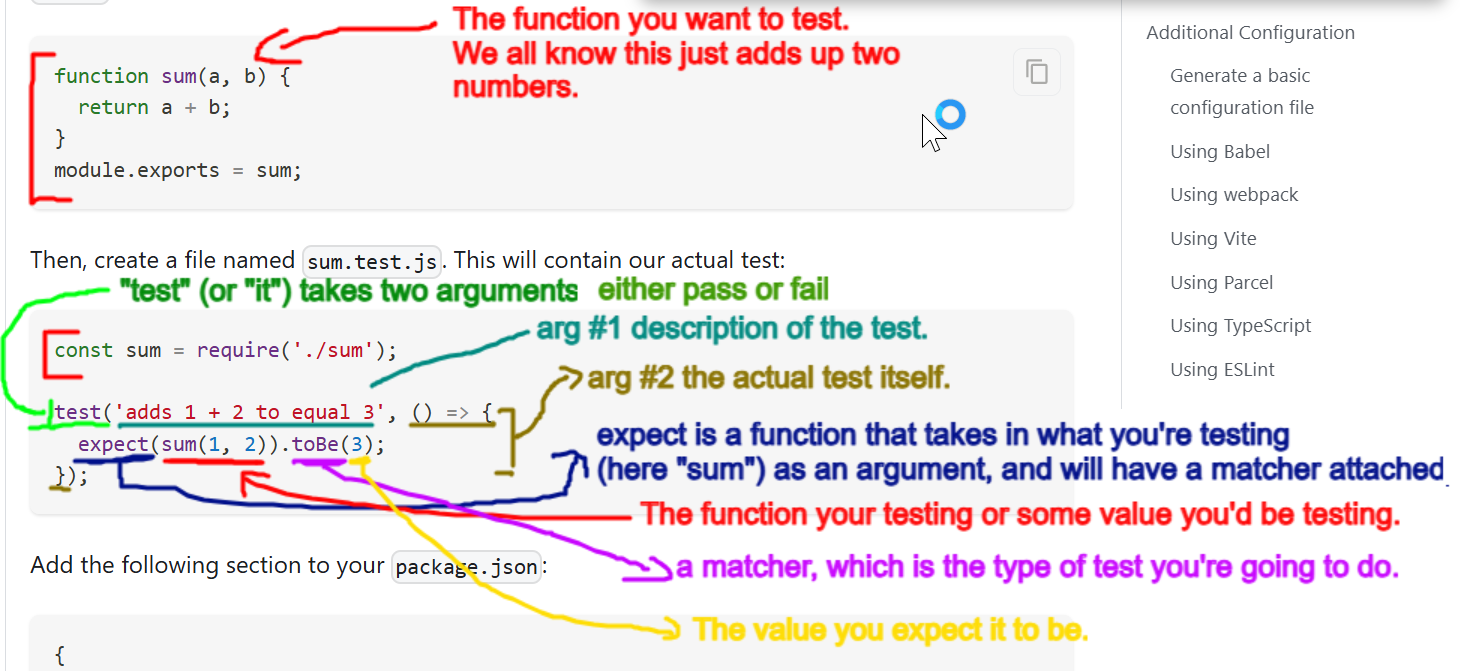 The function you want to test.
We all know this just adds up two
numbers.
function sum(a, b) {
return a + b;
}
module.exports = sum;
Then, create a file named sum.test.js. This will contain our actual test:
"test" (or "it") takes two arguments either pass or fail
arg #1 description of the test.
const sum = require('./sum');
arg #2 the actual test itself.
test('adds 1 + 2 to equal 3', () => {
expect(sum(1, 2)).toBe(3);
});
expect is a function that takes in what you're testing
(here "sum") as an argument, and will have a matcher attached.
The function your testing or some value you'd be testing.
a matcher, which is the type of test you're going to do.
Add the following section to your package.json:
The value you expect it to be.
{
Additional Configuration
Generate a basic
configuration file
Using Babel
Using webpack
Using Vite
Using Parcel
Using TypeScript
Using ESLint